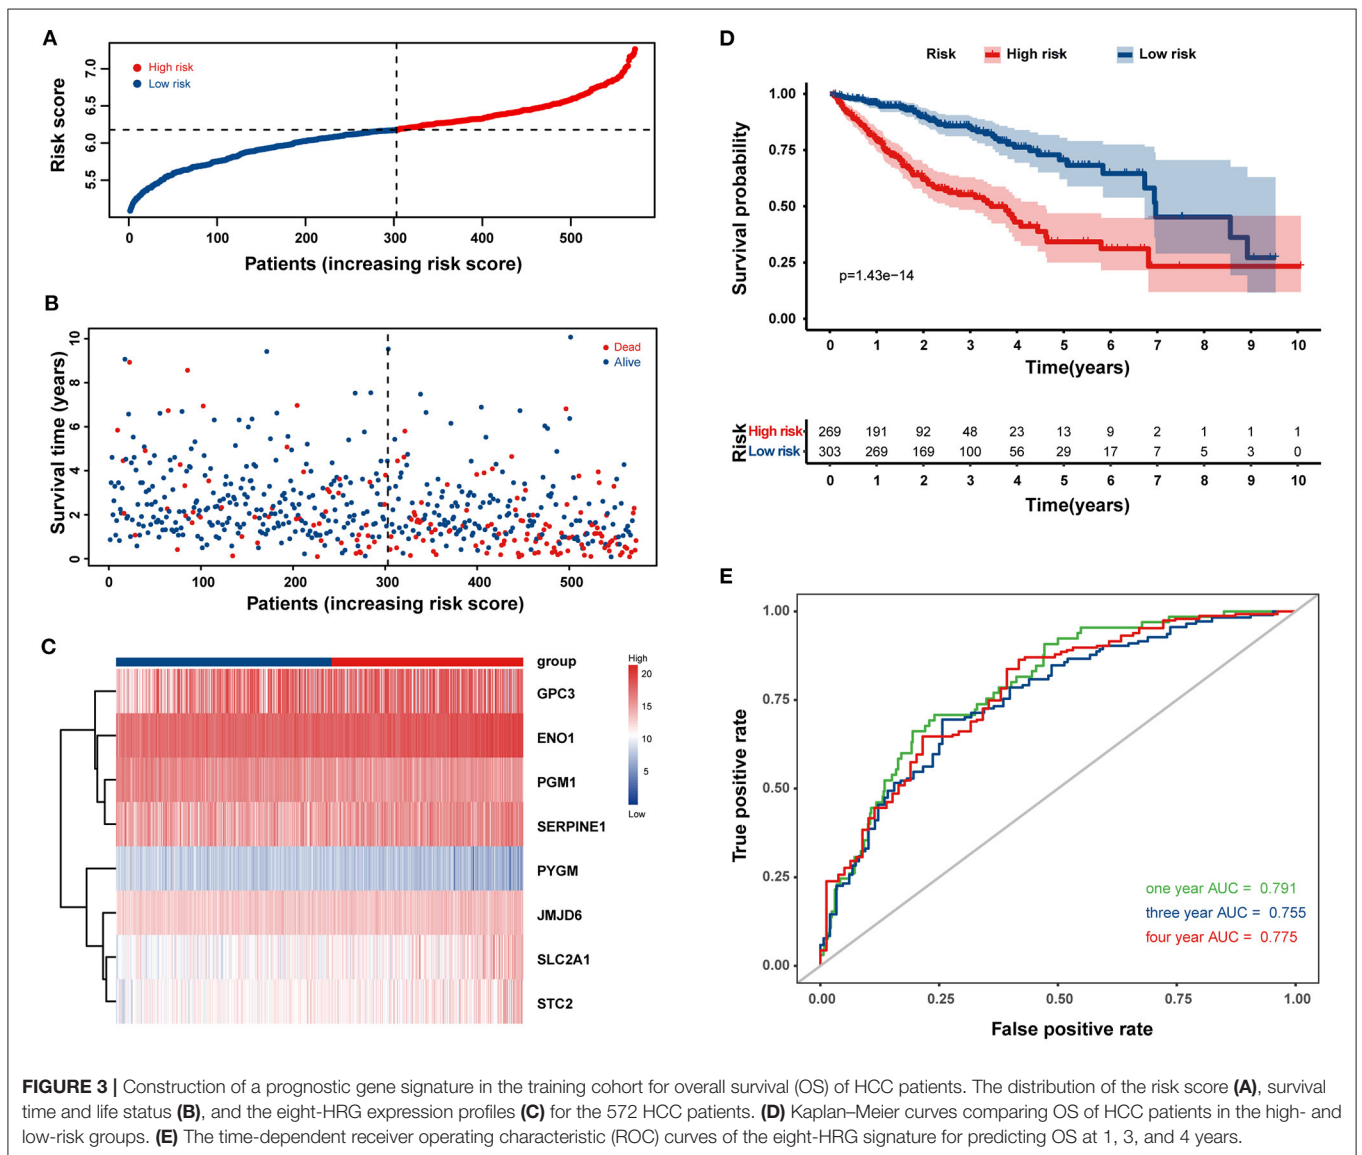 A
Risk score
7.0
6.5
6.0
5.5
High risk
Low risk
0 100 200 300 400 500
Patients (increasing risk score)
B
Survival time (years)
10
8
6
4
2
0
Dead
Alive
0 100 200 300 400 500
Patients (increasing risk score)
C
group
GPC3
ENO1
PGM1
SERPINE1
PYGM
JMJD6
SLC2A1
STC2
High
20
15
10
5
Low
D
Risk High risk Low risk
Survival probability
1.00
0.75
0.50
0.25
0.00
p=1.43e−14
0 1 2 3 4 5 6 7 8 9 10
Time(years)
Risk
High risk 269 191 92 48 23 13 9 2 1 1 1
Low risk 303 269 169 100 56 29 17 7 5 3 0
0 1 2 3 4 5 6 7 8 9 10
Time(years)
E
True positive rate
1.00
0.75
0.50
0.25
0.00
one year AUC = 0.791
three year AUC = 0.755
four year AUC = 0.775
0.00 0.25 0.50 0.75 1.00
False positive rate
FIGURE 3 | Construction of a prognostic gene signature in the training cohort for overall survival (OS) of HCC patients. The distribution of the risk score (A), survival
time and life status (B), and the eight-HRG expression profiles (C) for the 572 HCC patients. (D) Kaplan–Meier curves comparing OS of HCC patients in the high- and
low-risk groups. (E) The time-dependent receiver operating characteristic (ROC) curves of the eight-HRG signature for predicting OS at 1, 3, and 4 years.